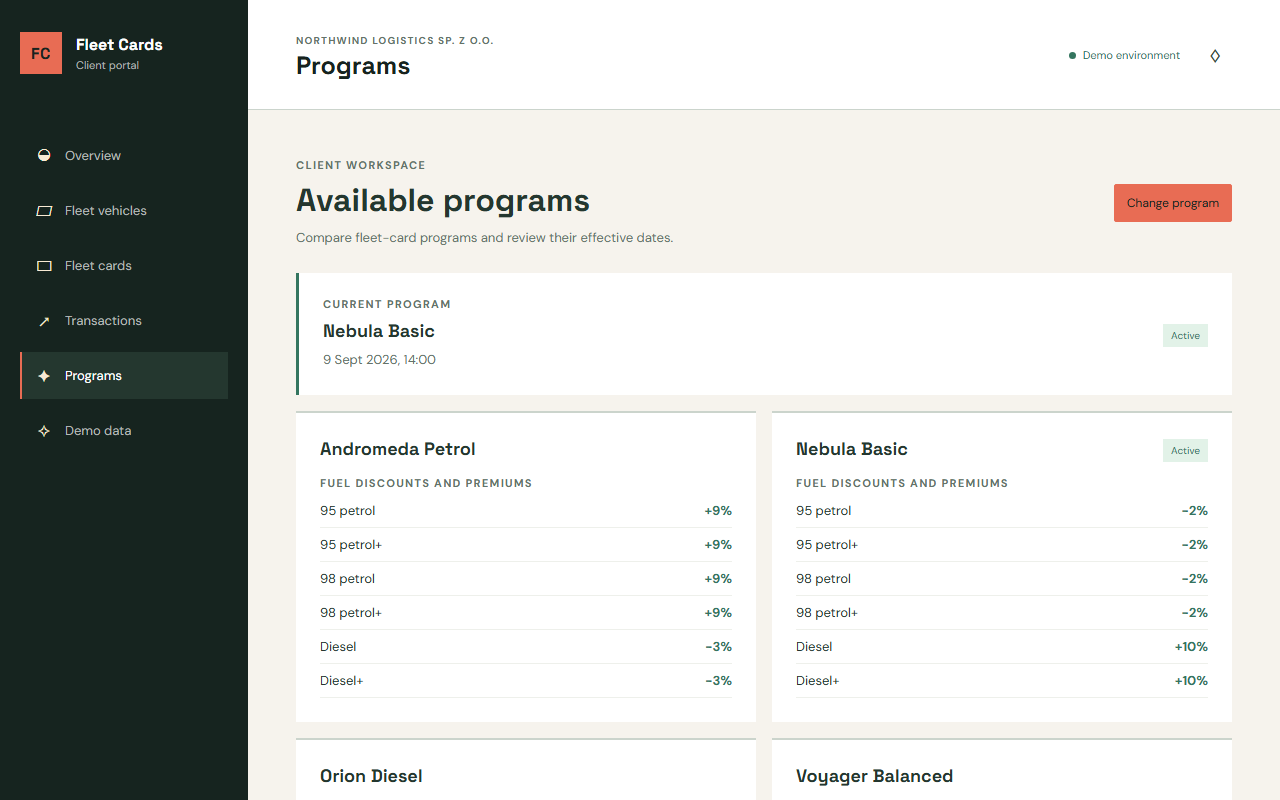 FC
Fleet Cards
Client portal
Overview
Fleet vehicles
Fleet cards
Transactions
Programs
Demo data
NORTHWIND LOGISTICS SP. Z O.O.
Programs
Demo environment
CLIENT WORKSPACE
Available programs
Compare fleet-card programs and review their effective dates.
Change program
CURRENT PROGRAM
Nebula Basic
9 Sept 2026, 14:00
Active
Andromeda Petrol
FUEL DISCOUNTS AND PREMIUMS
95 petrol +9%
95 petrol+ +9%
98 petrol +9%
98 petrol+ +9%
Diesel -3%
Diesel+ -3%
Nebula Basic
Active
FUEL DISCOUNTS AND PREMIUMS
95 petrol -2%
95 petrol+ -2%
98 petrol -2%
98 petrol+ -2%
Diesel +10%
Diesel+ +10%
Orion Diesel
Voyager Balanced